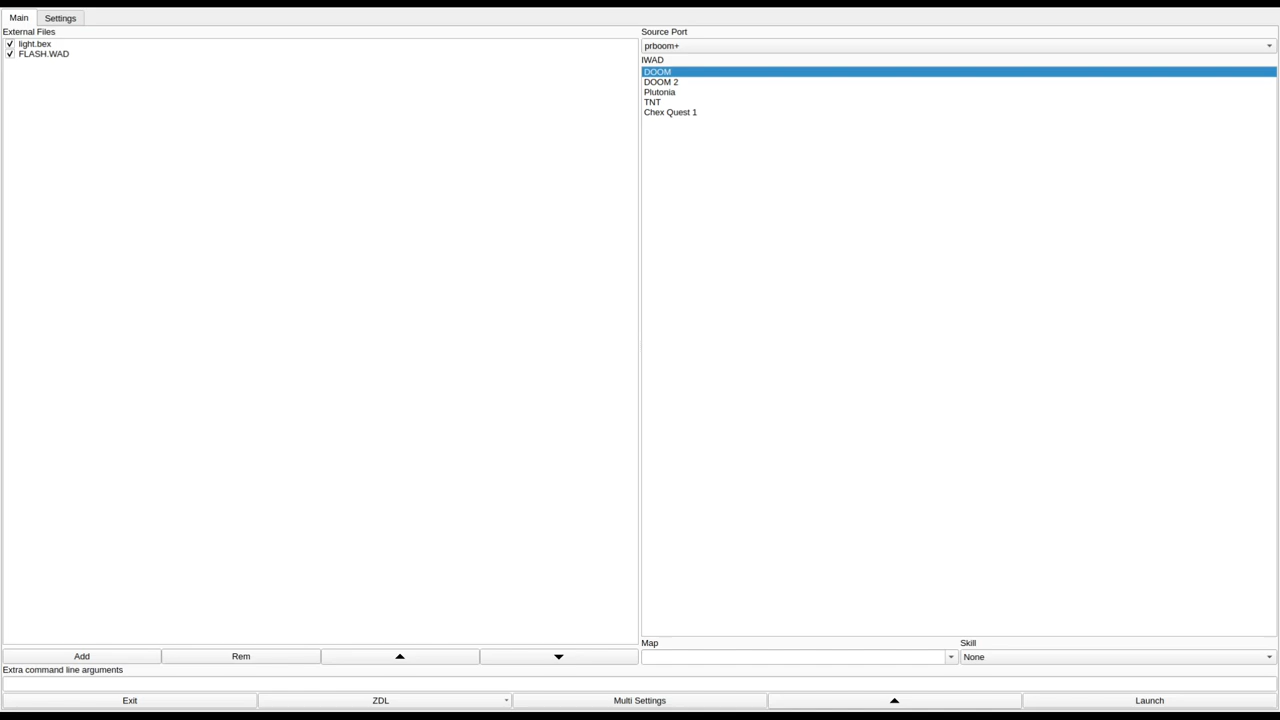 Main Settings
External Files
light.bex
FLASH.WAD
Source Port
prboom+
IWAD
DOOM
DOOM 2
Plutonia
TNT
Chex Quest 1
Map Skill
None
Add Rem
Extra command line arguments
Exit ZDL Multi Settings Launch